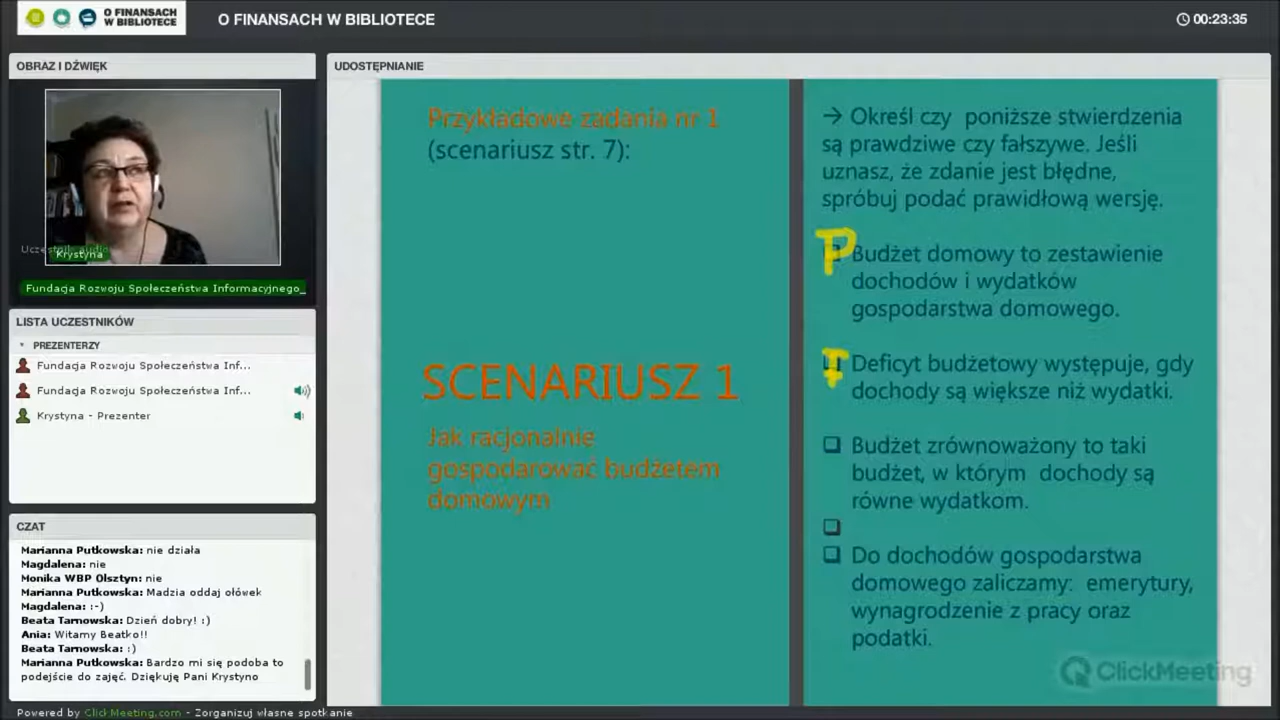 O FINANSACH
W BIBLIOTECE
O FINANSACH W BIBLIOTECE
00:23:35
OBRAZ I DŹWIĘK
Uczestnik audio
Krystyna
Fundacja Rozwoju Społeczeństwa Informacyjnego_
LISTA UCZESTNIKÓW
PREZENTERZY
Fundacja Rozwoju Społeczeństwa Inf...
Fundacja Rozwoju Społeczeństwa Inf...
Krystyna - Prezenter
CZAT
Marianna Putkowska: nie działa
Magdalena: nie
Monika WBP Olsztyn: nie
Marianna Putkowska: Madzia oddaj ołówek
Magdalena: :-)
Beata Tarnowska: Dzień dobry! :)
Ania: Witamy Beatko!!
Beata Tarnowska: :)
Marianna Putkowska: Bardzo mi się podoba to
podejście do zajęć. Dziękuję Pani Krystyno
Powered by ClickMeeting.com - Zorganizuj własne spotkanie
UDOSTĘPNIANIE
Przykładowe zadania nr 1
(scenariusz str. 7):
SCENARIUSZ 1
Jak racjonalnie
gospodarować budżetem
domowym
→ Określ czy poniższe stwierdzenia
są prawdziwe czy fałszywe. Jeśli
uznasz, że zdanie jest błędne,
spróbuj podać prawidłową wersję.
P Budżet domowy to zestawienie
dochodów i wydatków
gospodarstwa domowego.
F Deficyt budżetowy występuje, gdy
dochody są większe niż wydatki.
Budżet zrównoważony to taki
budżet, w którym dochody są
równe wydatkom.
Do dochodów gospodarstwa
domowego zaliczamy: emerytury,
wynagrodzenie z pracy oraz
podatki.
ClickMeeting